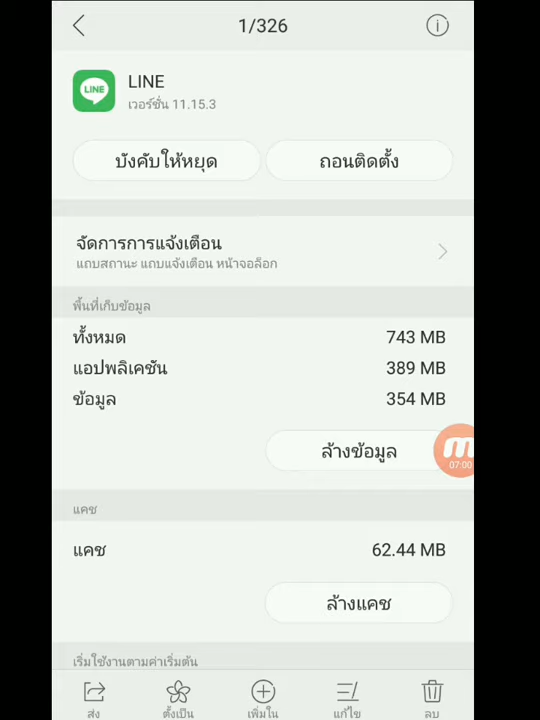 1/326
LINE
LINE
เวอร์ชั่น 11.15.3
บังคับให้หยุด
ถอนติดตั้ง
จัดการการแจ้งเตือน
แถบสถานะ แถบแจ้งเตือน หน้าจอล็อก
พื้นที่เก็บข้อมูล
ทั้งหมด 743 MB
แอปพลิเคชัน 389 MB
ข้อมูล 354 MB
ล้างข้อมูล
07:00
แคช
แคช 62.44 MB
ล้างแคช
เริ่มใช้งานตามค่าเริ่มต้น
ส่ง ตั้งเป็น เพิ่มใน แก้ไข ลบ